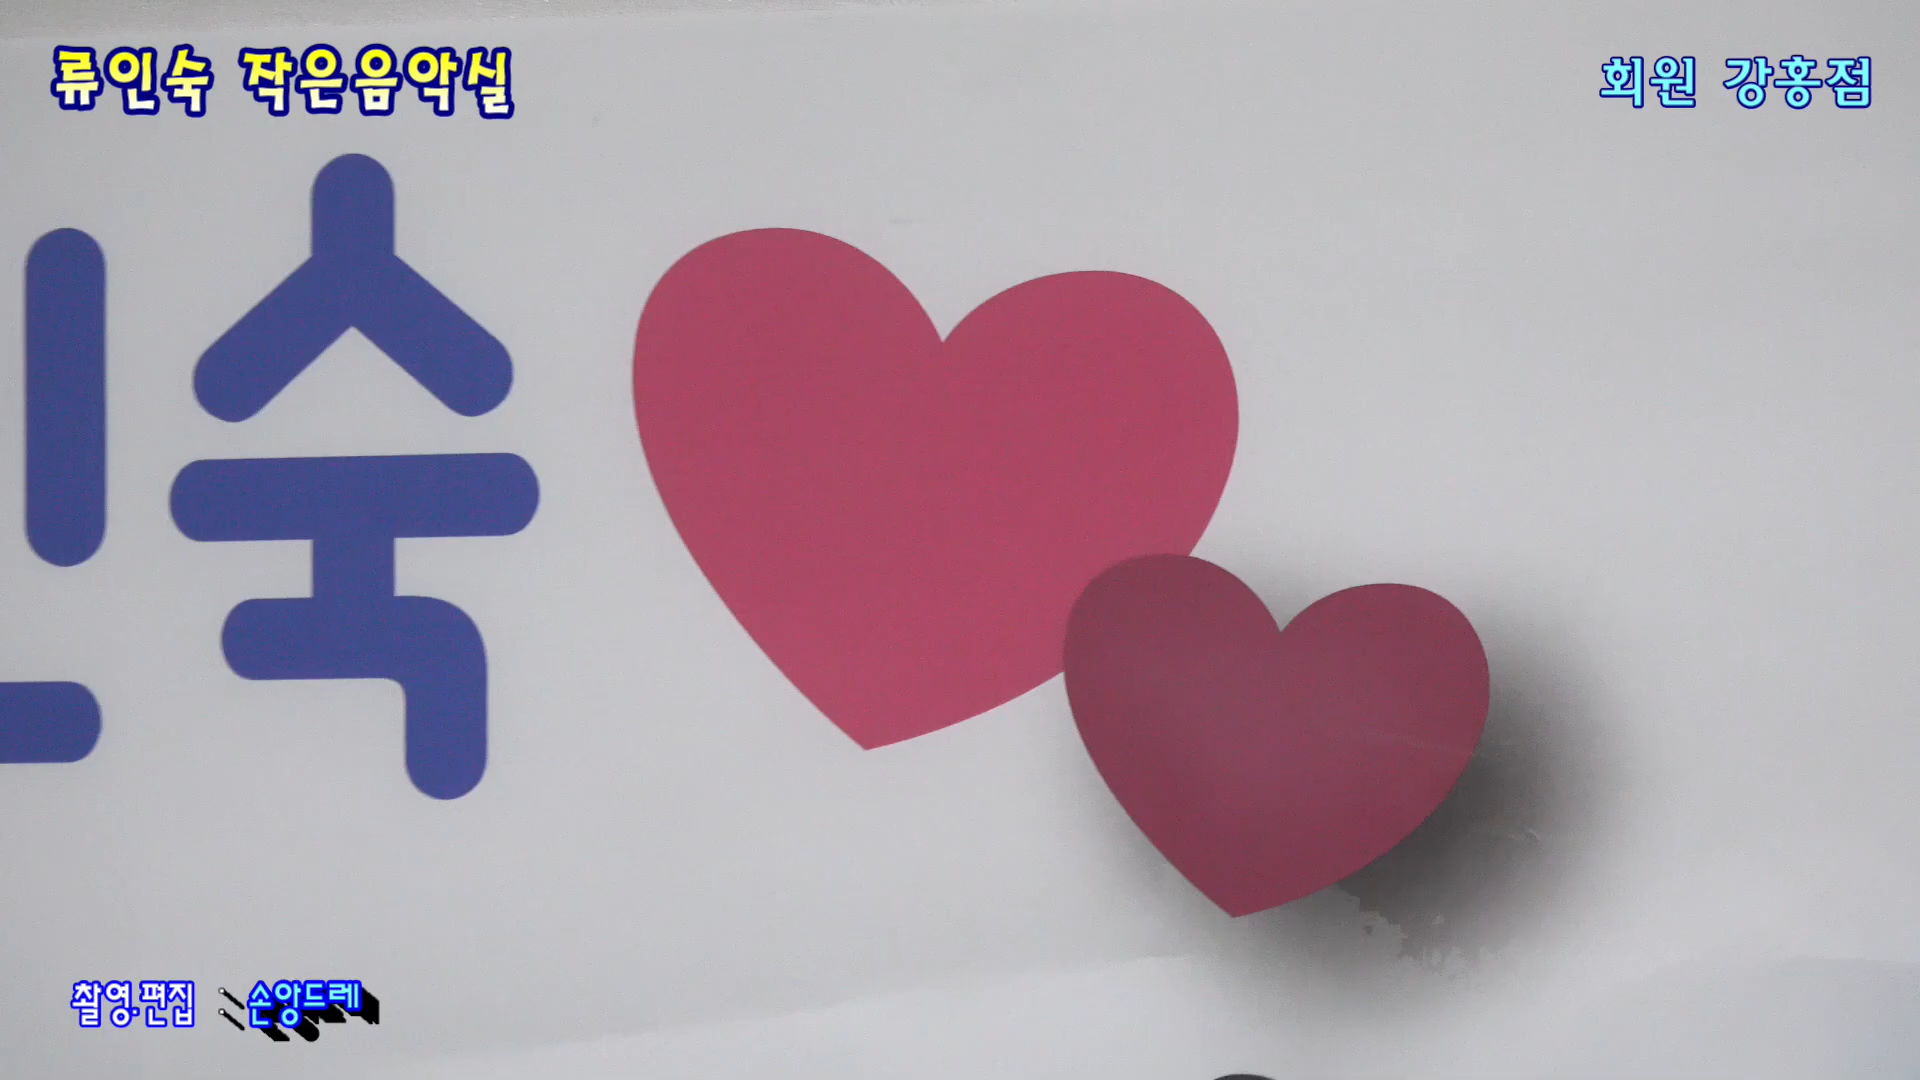 류인숙 작은음악실
회원 강홍점
인숙
촬영.편집 : 손앙드레